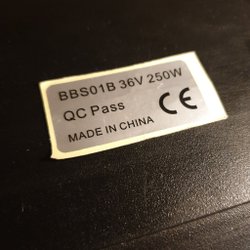 BBS01B 36V 250W
QC Pass
CE
MADE IN CHINA